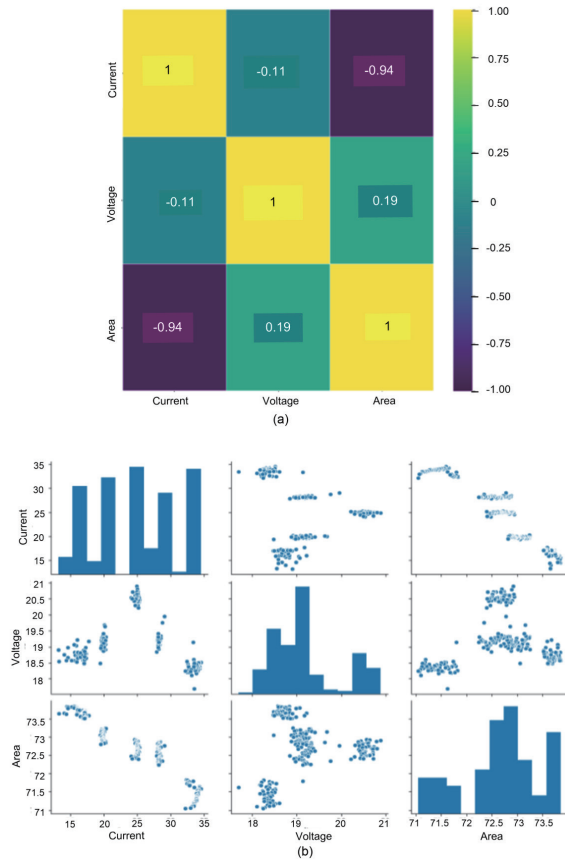 1.00
Current
1
-0.11
-0.94
0.75
0.50
0.25
Voltage
-0.11
1
0.19
0
-0.25
-0.50
Area
-0.94
0.19
1
-0.75
-1.00
Current
Voltage
Area
(a)
35
30
Current
25
20
15
21
20.5
20
Voltage
19.5
19
18.5
18
73.5
73
Area
72.5
72
71.5
71
15 20 25 30 35
18 19 20 21
71 71.5 72 72.5 73 73.5
Current
Voltage
Area
(b)